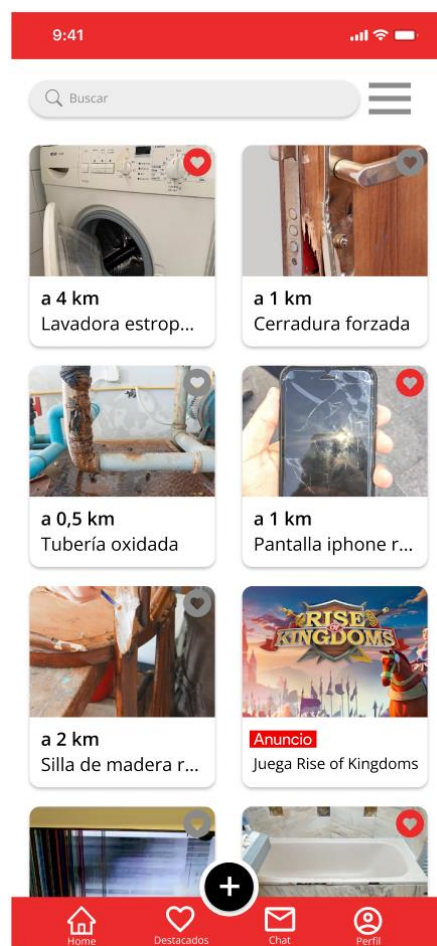 9:41
Buscar
a 4 km
Lavadora estrop...
a 1 km
Cerradura forzada
a 0,5 km
Tubería oxidada
a 1 km
Pantalla iphone r...
a 2 km
Silla de madera r...
RISE
OF
KINGDOMS
Anuncio
Juega Rise of Kingdoms
+
Home
Destacados
Chat
Perfil